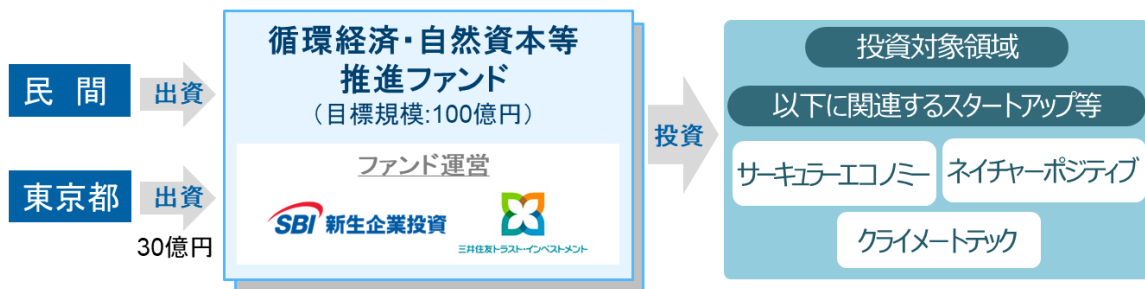 民 間
出資
東京都
出資
30億円
循環経済・自然資本等
推進ファンド
（目標規模:100億円）
ファンド運営
SBI 新生企業投資
三井住友トラスト・インベストメント
投資
投資対象領域
以下に関連するスタートアップ等
サーキュラーエコノミー
ネイチャーポジティブ
クライメートテック